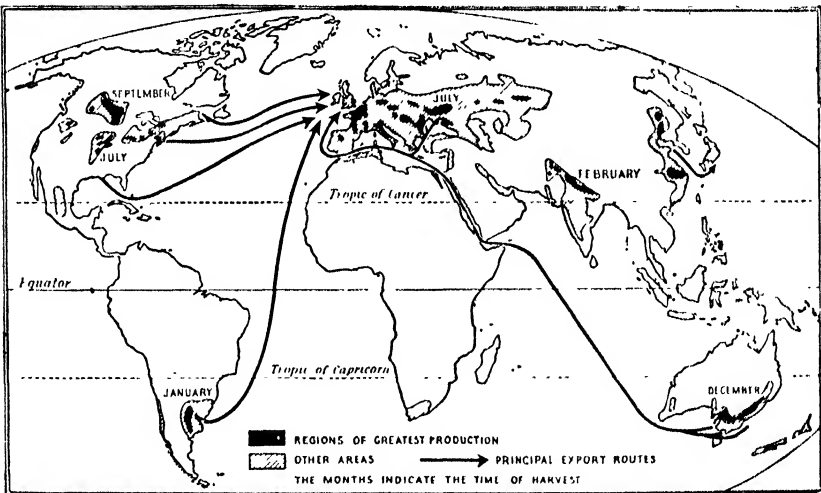 SEPTEMBER
JULY
JULY
FEBRUARY
Tropic of Cancer
Equator
Tropic of Capricorn
JANUARY
DECEMBER
REGIONS OF GREATEST PRODUCTION
OTHER AREAS
PRINCIPAL EXPORT ROUTES
THE MONTHS INDICATE THE TIME OF HARVEST